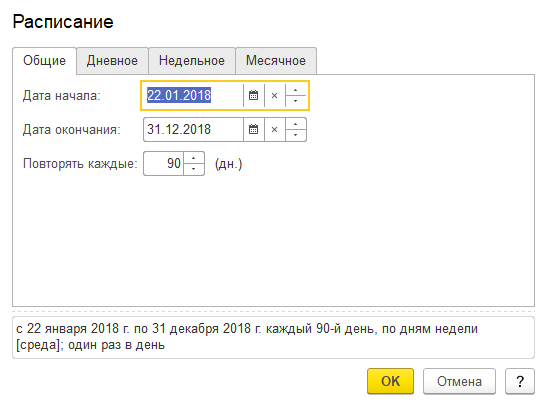 Расписание
Общие Дневное Недельное Месячное
Дата начала: 22.01.2018
Дата окончания: 31.12.2018
Повторять каждые: 90 (дн.)
с 22 января 2018 г. по 31 декабря 2018 г. каждый 90-й день, по дням недели
[среда]; один раз в день
OK Отмена ?